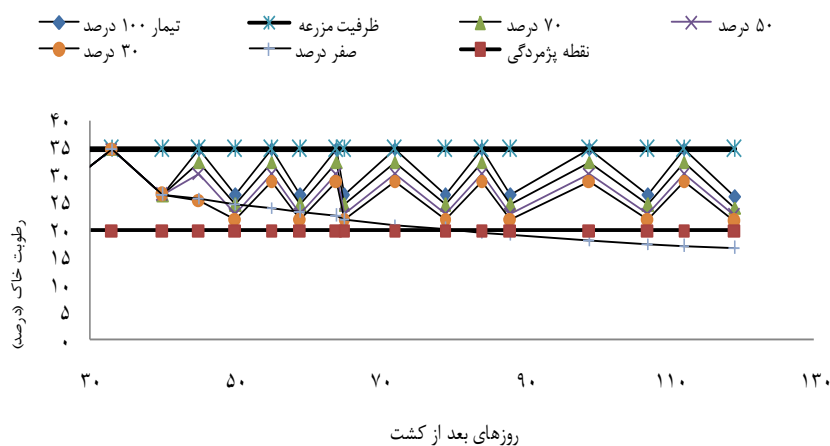 تیمار ۱۰۰ درصد ظرفیت مزرعه ۷۰ درصد ۵۰ درصد
۳۰ درصد صفر درصد نقطه پژمردگی
۴۰
۳۵
۳۰
۲۵
۲۰
۱۵
۱۰
۵
۰
رطوبت خاک (درصد)
۳۰ ۵۰ ۷۰ ۹۰ ۱۱۰ ۱۳۰
روزهای بعد از کشت